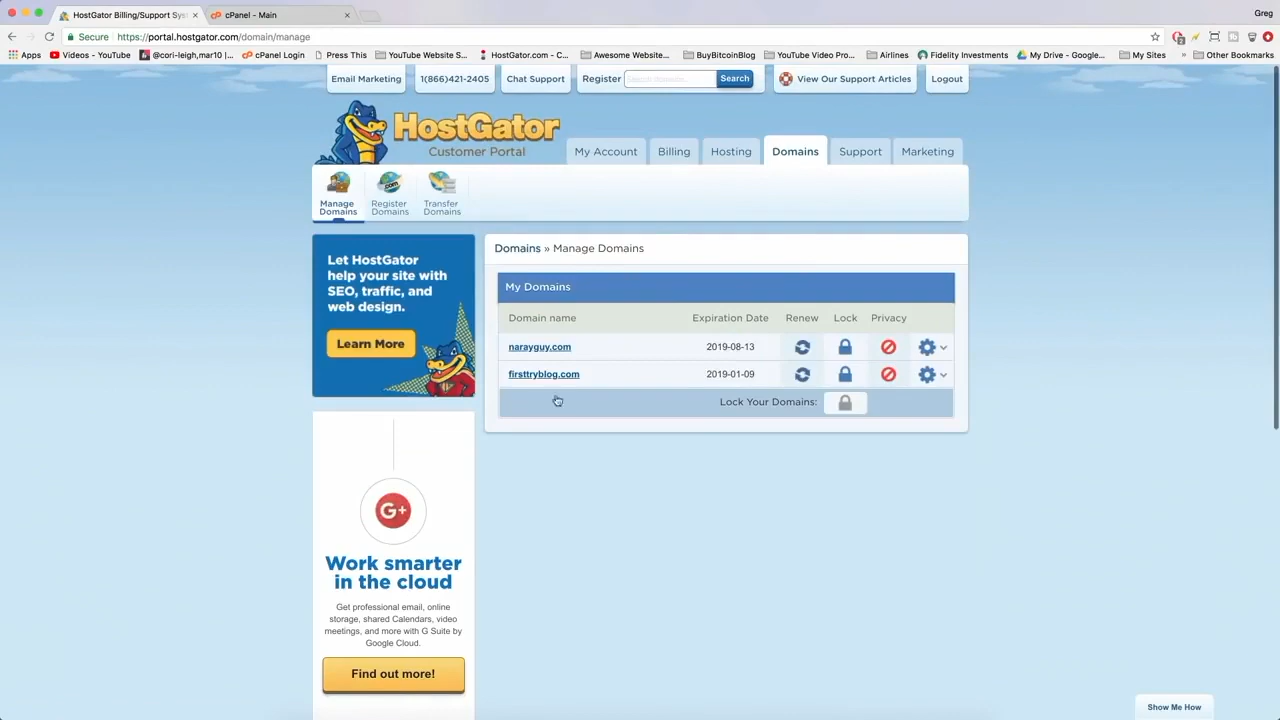 HostGator Billing/Support Sys
cPanel - Main
Greg
Secure
https://portal.hostgator.com/domain/manage
Apps
Videos - YouTube
@cori-leigh,mar10 |...
cPanel Login
Press This
YouTube Website S...
HostGator.com - C...
Awesome Website...
BuyBitcoinBlog
YouTube Video Pro...
Airlines
Fidelity Investments
My Drive - Google...
My Sites
»
Other Bookmarks
Email Marketing
1(866)421-2405
Chat Support
Register
Search
View Our Support Articles
Logout
HostGator
Customer Portal
My Account
Billing
Hosting
Domains
Support
Marketing
Manage
Domains
Register
Domains
Transfer
Domains
.com
Let HostGator
help your site with
SEO, traffic, and
web design.
Learn More
Domains » Manage Domains
My Domains
Domain name Expiration Date Renew Lock Privacy
narayguy.com 2019-08-13
firsttryblog.com 2019-01-09
Lock Your Domains:
G+
Work smarter
in the cloud
Get professional email, online
storage, shared Calendars, video
meetings, and more with G Suite by
Google Cloud.
Find out more!
Show Me How